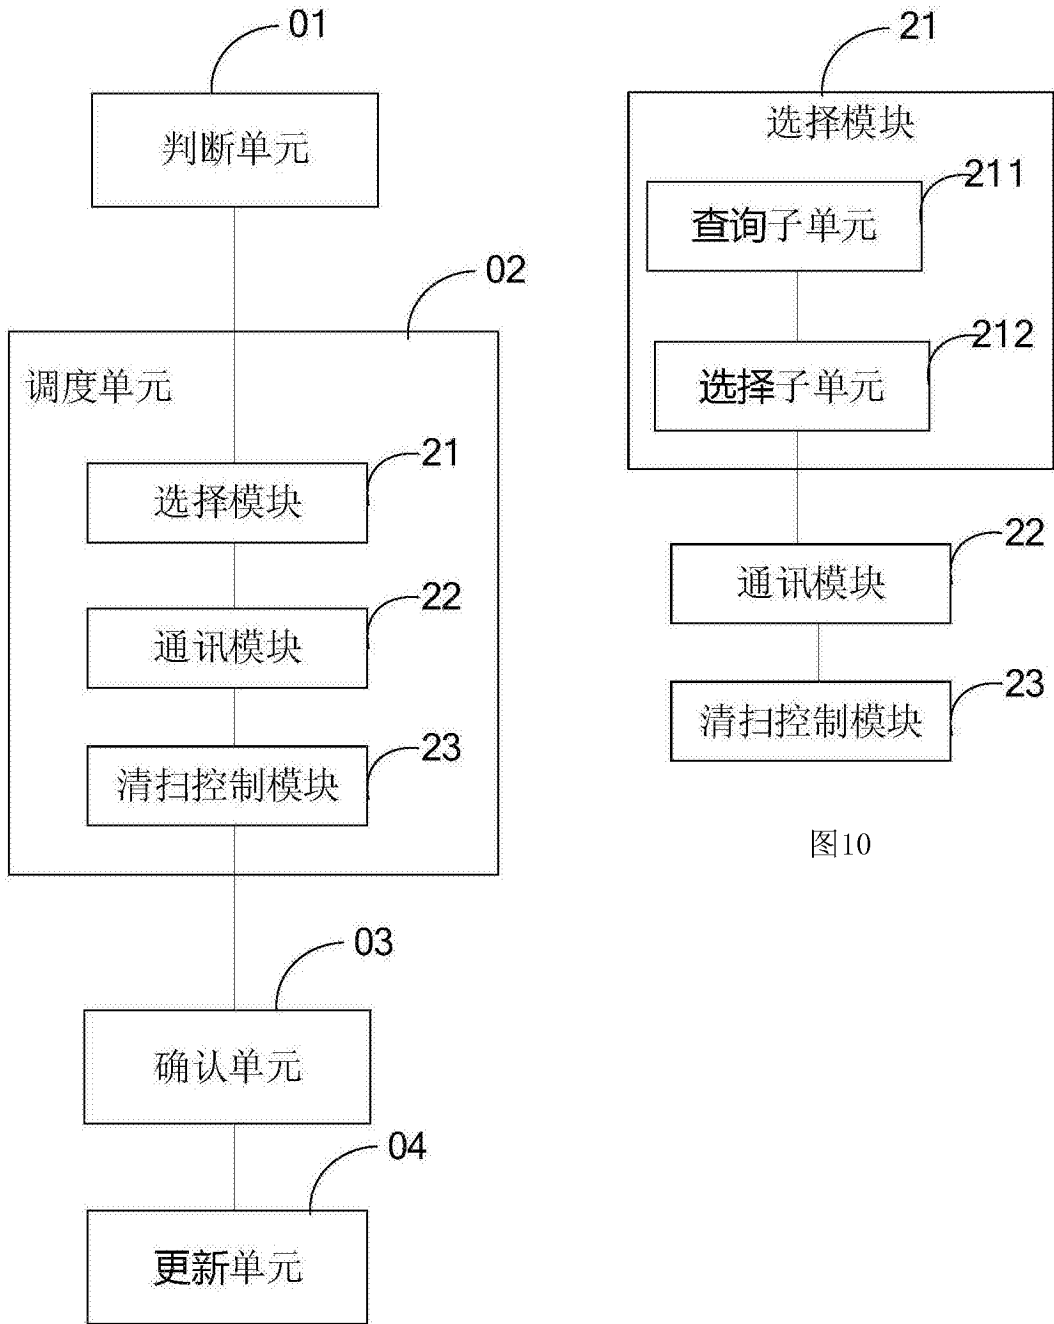 01
判断单元
02
调度单元
21
选择模块
22
通讯模块
23
清扫控制模块
03
确认单元
04
更新单元
21
选择模块
211
查询子单元
212
选择子单元
22
通讯模块
23
清扫控制模块
图10